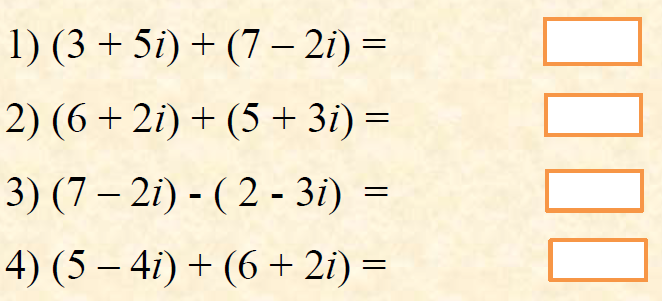 1) (3 + 5i) + (7 – 2i) =
2) (6 + 2i) + (5 + 3i) =
3) (7 – 2i) - ( 2 - 3i) =
4) (5 – 4i) + (6 + 2i) =